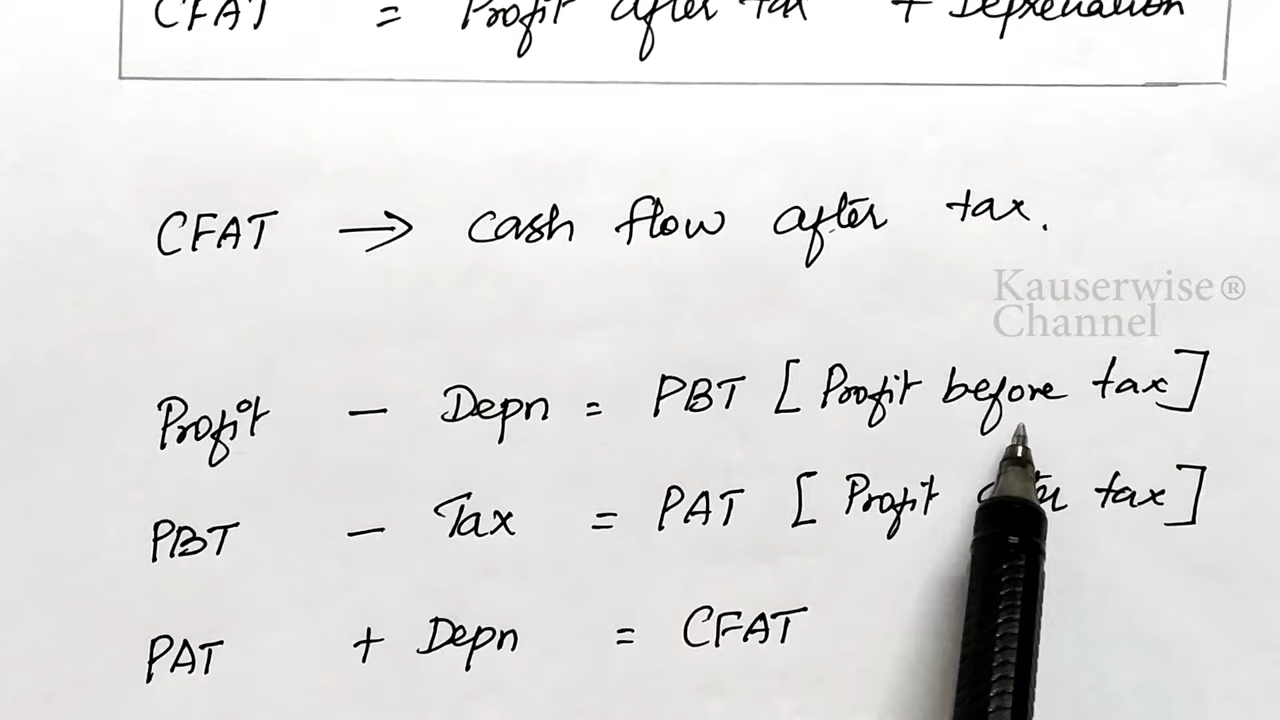 CFAT = Profit after tax + Depreciation
CFAT → Cash flow after tax.
Kauserwise®
Channel
Profit − Depn = PBT [Profit before tax]
PBT − Tax = PAT [Profit after tax]
PAT + Depn = CFAT